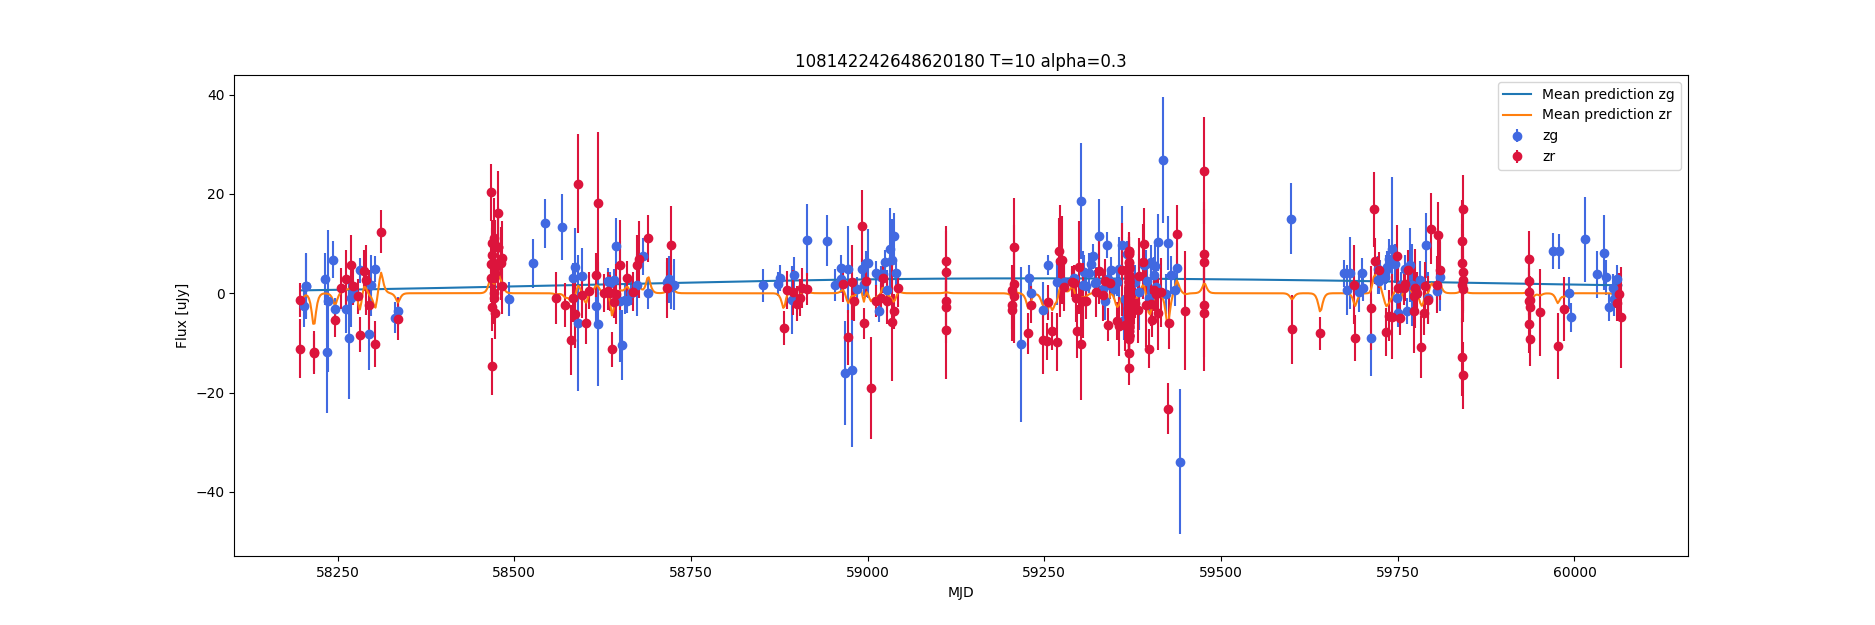 108142242648620180 T=10 alpha=0.3
Mean prediction zg
Mean prediction zr
zg
zr
Flux [uJy]
40
20
0
−20
−40
58250 58500 58750 59000 59250 59500 59750 60000
MJD